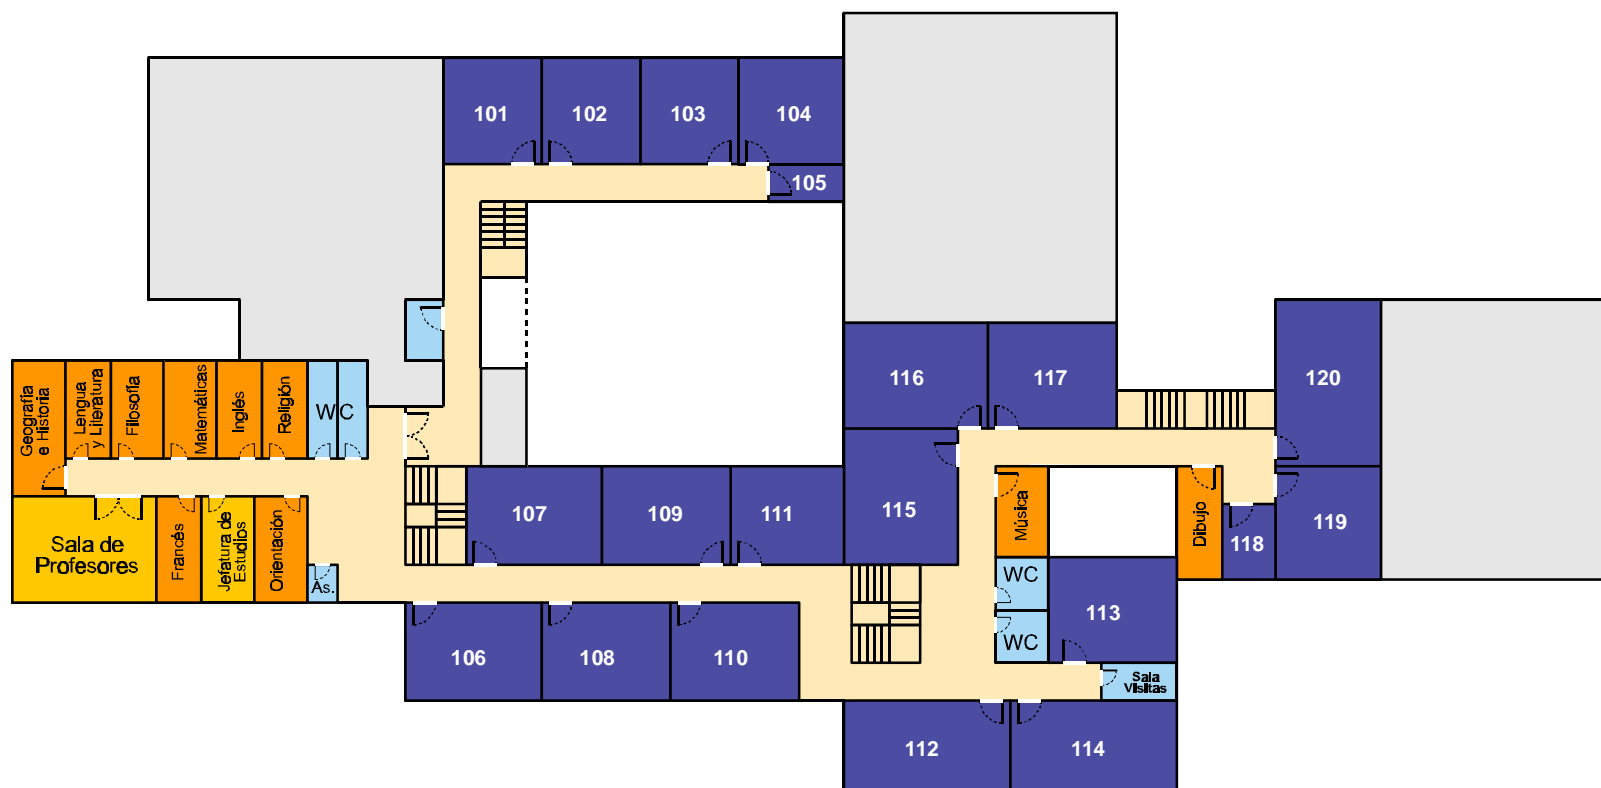 101
102
103
104
105
116
117
120
Geografía
e Historia
Lengua
y Literatura
Fillosofía
Matemáticas
Inglés
Religión
WC
107
109
111
115
Música
Dibujo
118
119
Sala de
Profesores
Francés
Jefatura de
Estudios
Orientación
As.
WC
WC
113
106
108
110
Sala
Visitas
112
114